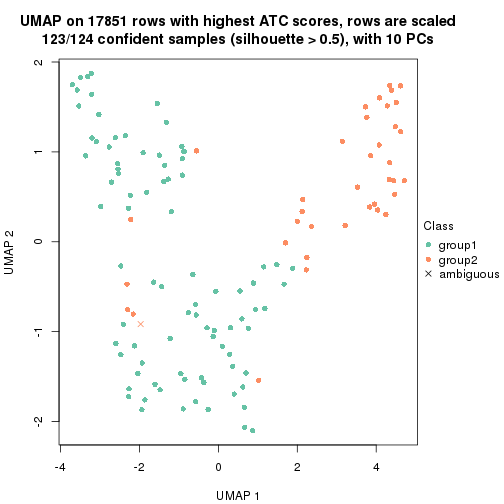 UMAP on 17851 rows with highest ATC scores, rows are scaled
123/124 confident samples (silhouette > 0.5), with 10 PCs
2
1
0
-1
-2
UMAP 2
-4
-2
0
2
4
UMAP 1
Class
group1
group2
ambiguous